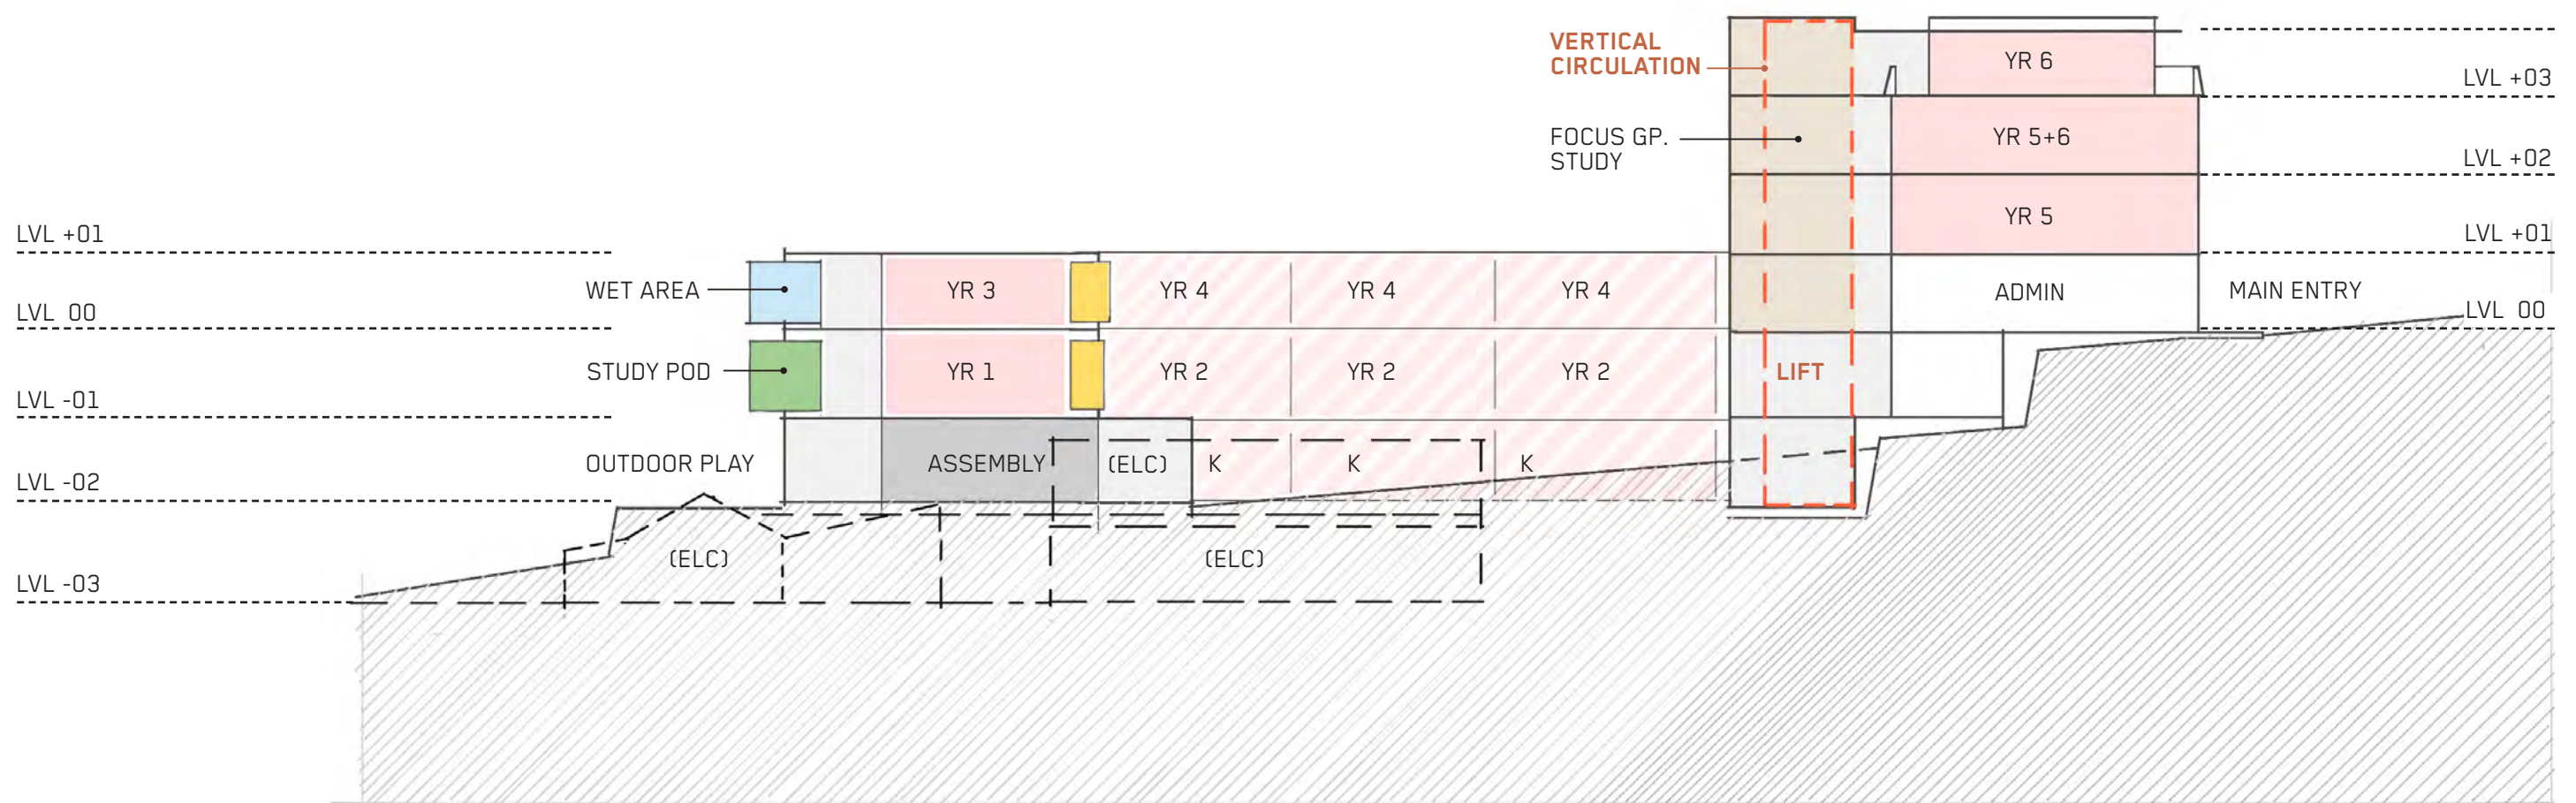 VERTICAL
CIRCULATION
YR 6
LVL +03
FOCUS GP.
STUDY
YR 5+6
LVL +02
YR 5
LVL +01
LVL +01
WET AREA
YR 3
YR 4
YR 4
YR 4
ADMIN
MAIN ENTRY
LVL 00
LVL 00
STUDY POD
YR 1
YR 2
YR 2
YR 2
LIFT
LVL -01
OUTDOOR PLAY
ASSEMBLY
(ELC)
K
K
K
LVL -02
(ELC)
(ELC)
LVL -03